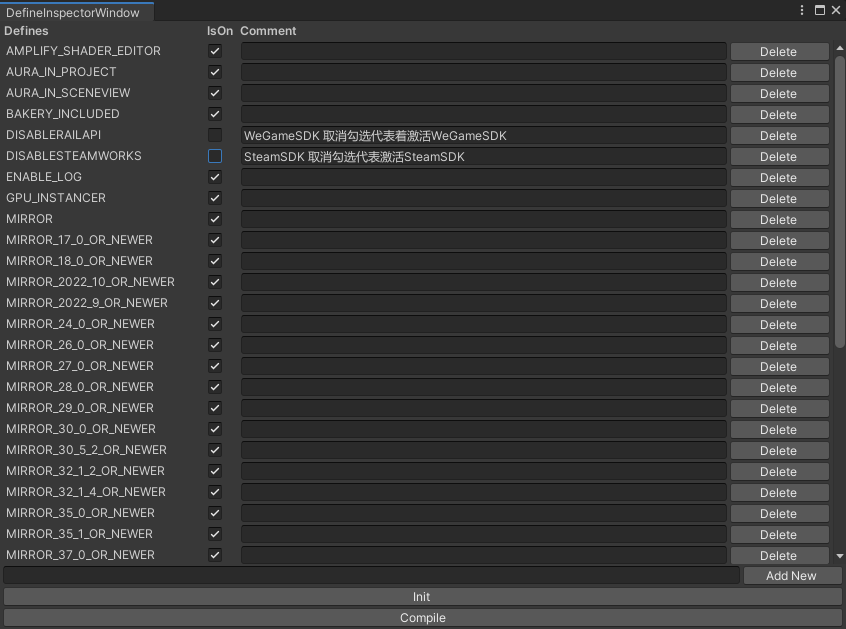 DefineInspectorWindow
Defines IsOn Comment
AMPLIFY_SHADER_EDITOR Delete
AURA_IN_PROJECT Delete
AURA_IN_SCENEVIEW Delete
BAKERY_INCLUDED Delete
DISABLERAILAPI WeGameSDK 取消勾选代表着激活WeGameSDK Delete
DISABLESTEAMWORKS SteamSDK 取消勾选代表激活SteamSDK Delete
ENABLE_LOG Delete
GPU_INSTANCER Delete
MIRROR Delete
MIRROR_17_0_OR_NEWER Delete
MIRROR_18_0_OR_NEWER Delete
MIRROR_2022_10_OR_NEWER Delete
MIRROR_2022_9_OR_NEWER Delete
MIRROR_24_0_OR_NEWER Delete
MIRROR_26_0_OR_NEWER Delete
MIRROR_27_0_OR_NEWER Delete
MIRROR_28_0_OR_NEWER Delete
MIRROR_29_0_OR_NEWER Delete
MIRROR_30_0_OR_NEWER Delete
MIRROR_30_5_2_OR_NEWER Delete
MIRROR_32_1_2_OR_NEWER Delete
MIRROR_32_1_4_OR_NEWER Delete
MIRROR_35_0_OR_NEWER Delete
MIRROR_35_1_OR_NEWER Delete
MIRROR_37_0_OR_NEWER Delete
Add New
Init
Compile